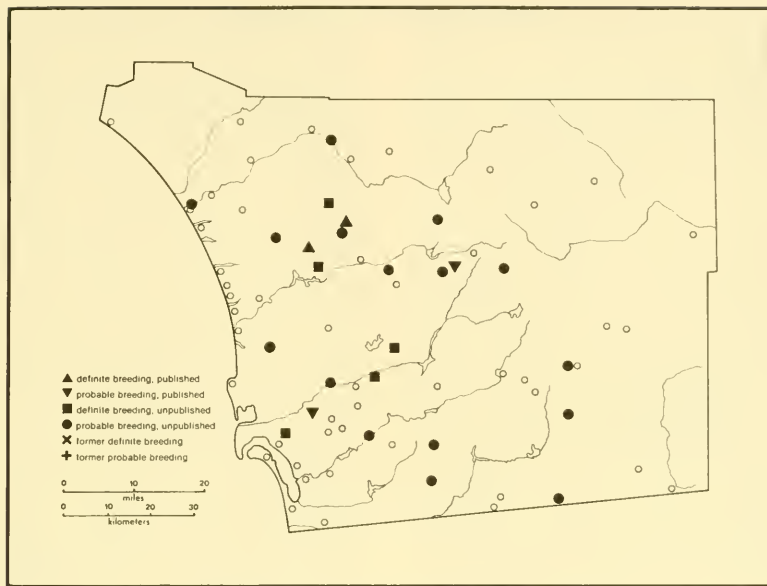 definite breeding, published
probable breeding, published
definite breeding, unpublished
probable breeding, unpublished
former definite breeding
former probable breeding
0 20
miles
0 10 20 30
kilometers